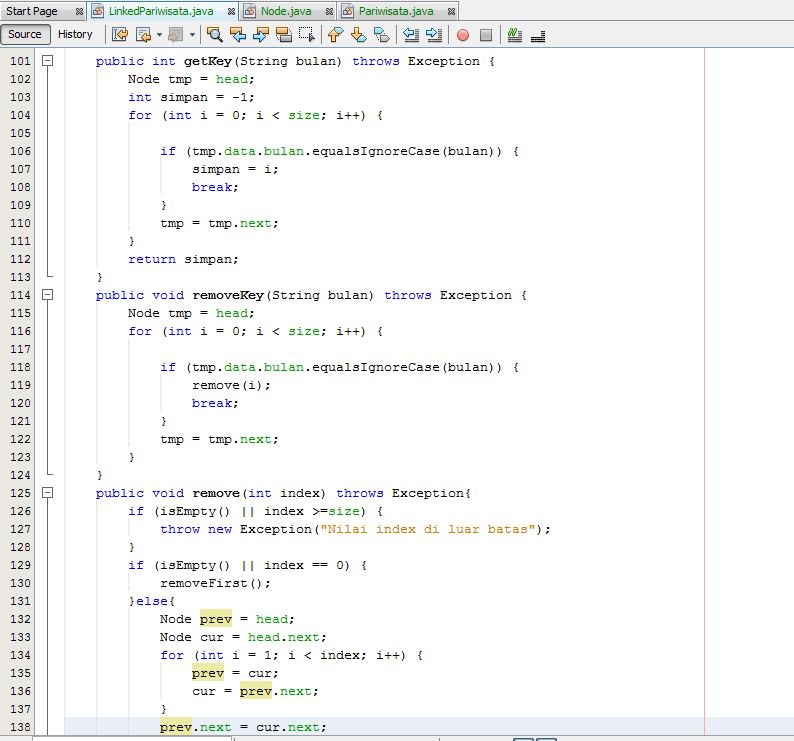 Start Page LinkedPariwisata.java Node.java Pariwisata.java
Source History
101 public int getKey(String bulan) throws Exception {
102 Node tmp = head;
103 int simpan = -1;
104 for (int i = 0; i < size; i++) {
105
106 if (tmp.data.bulan.equalsIgnoreCase(bulan)) {
107 simpan = i;
108 break;
109 }
110 tmp = tmp.next;
111 }
112 return simpan;
113 }
114 public void removeKey(String bulan) throws Exception {
115 Node tmp = head;
116 for (int i = 0; i < size; i++) {
117
118 if (tmp.data.bulan.equalsIgnoreCase(bulan)) {
119 remove(i);
120 break;
121 }
122 tmp = tmp.next;
123 }
124 }
125 public void remove(int index) throws Exception{
126 if (isEmpty() || index >=size) {
127 throw new Exception("Nilai index di luar batas");
128 }
129 if (isEmpty() || index == 0) {
130 removeFirst();
131 }else{
132 Node prev = head;
133 Node cur = head.next;
134 for (int i = 1; i < index; i++) {
135 prev = cur;
136 cur = prev.next;
137 }
138 prev.next = cur.next;